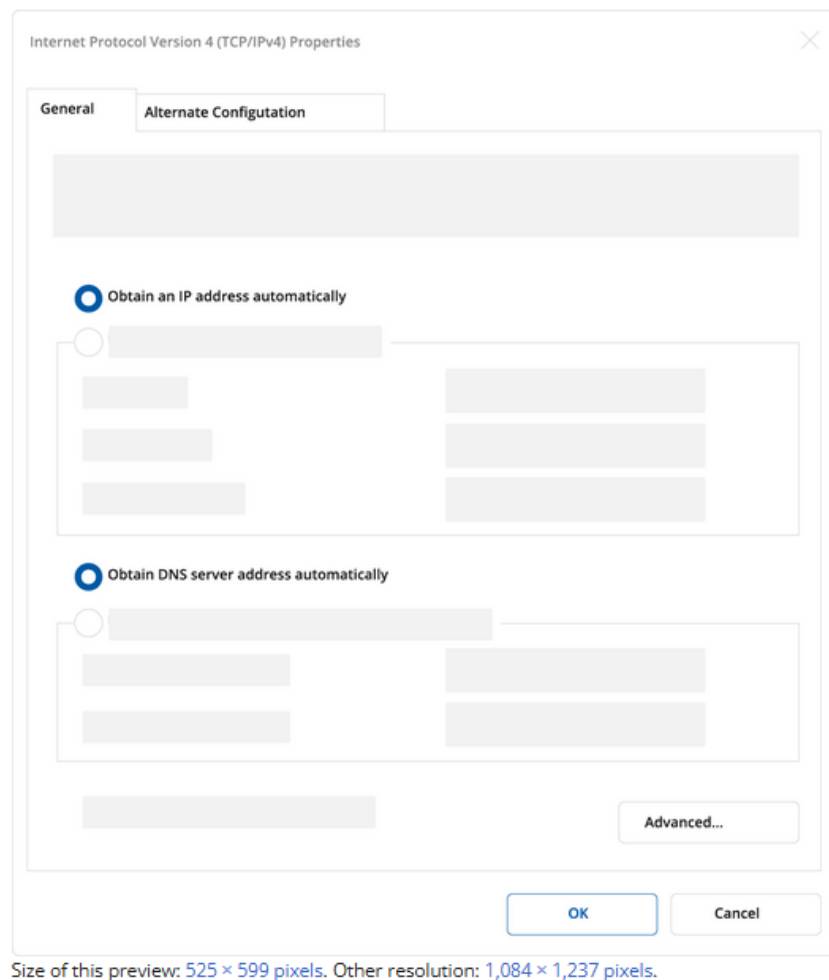 Internet Protocol Version 4 (TCP/IPv4) Properties
General
Alternate Configutation
Obtain an IP address automatically
Obtain DNS server address automatically
Advanced...
OK
Cancel
Size of this preview: 525 × 599 pixels. Other resolution: 1,084 × 1,237 pixels.